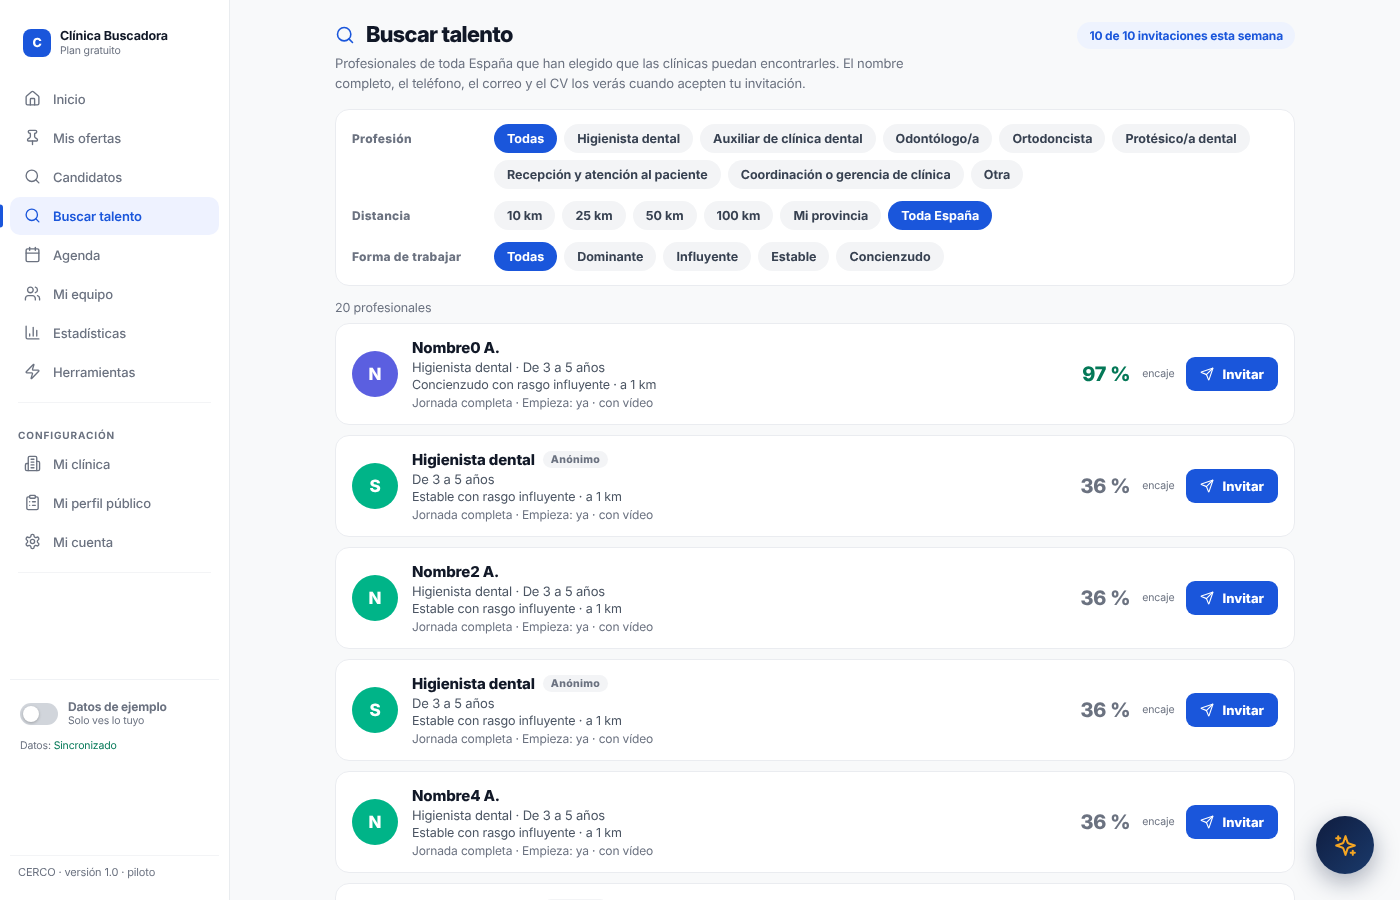 C
Clínica Buscadora
Plan gratuito
Inicio
Mis ofertas
Candidatos
Buscar talento
Agenda
Mi equipo
Estadísticas
Herramientas
CONFIGURACIÓN
Mi clínica
Mi perfil público
Mi cuenta
Datos de ejemplo
Solo ves lo tuyo
Datos: Sincronizado
CERCO · versión 1.0 · piloto
Buscar talento
10 de 10 invitaciones esta semana
Profesionales de toda España que han elegido que las clínicas puedan encontrarles. El nombre
completo, el teléfono, el correo y el CV los verás cuando acepten tu invitación.
Profesión Todas Higienista dental Auxiliar de clínica dental Odontólogo/a Ortodoncista Protésico/a dental
Recepción y atención al paciente Coordinación o gerencia de clínica Otra
Distancia 10 km 25 km 50 km 100 km Mi provincia Toda España
Forma de trabajar Todas Dominante Influyente Estable Concienzudo
20 profesionales
N
Nombre0 A.
Higienista dental · De 3 a 5 años
Concienzudo con rasgo influyente · a 1 km
Jornada completa · Empieza: ya · con vídeo
97 % encaje Invitar
S
Higienista dental Anónimo
De 3 a 5 años
Estable con rasgo influyente · a 1 km
Jornada completa · Empieza: ya · con vídeo
36 % encaje Invitar
N
Nombre2 A.
Higienista dental · De 3 a 5 años
Estable con rasgo influyente · a 1 km
Jornada completa · Empieza: ya · con vídeo
36 % encaje Invitar
S
Higienista dental Anónimo
De 3 a 5 años
Estable con rasgo influyente · a 1 km
Jornada completa · Empieza: ya · con vídeo
36 % encaje Invitar
N
Nombre4 A.
Higienista dental · De 3 a 5 años
Estable con rasgo influyente · a 1 km
Jornada completa · Empieza: ya · con vídeo
36 % encaje Invitar